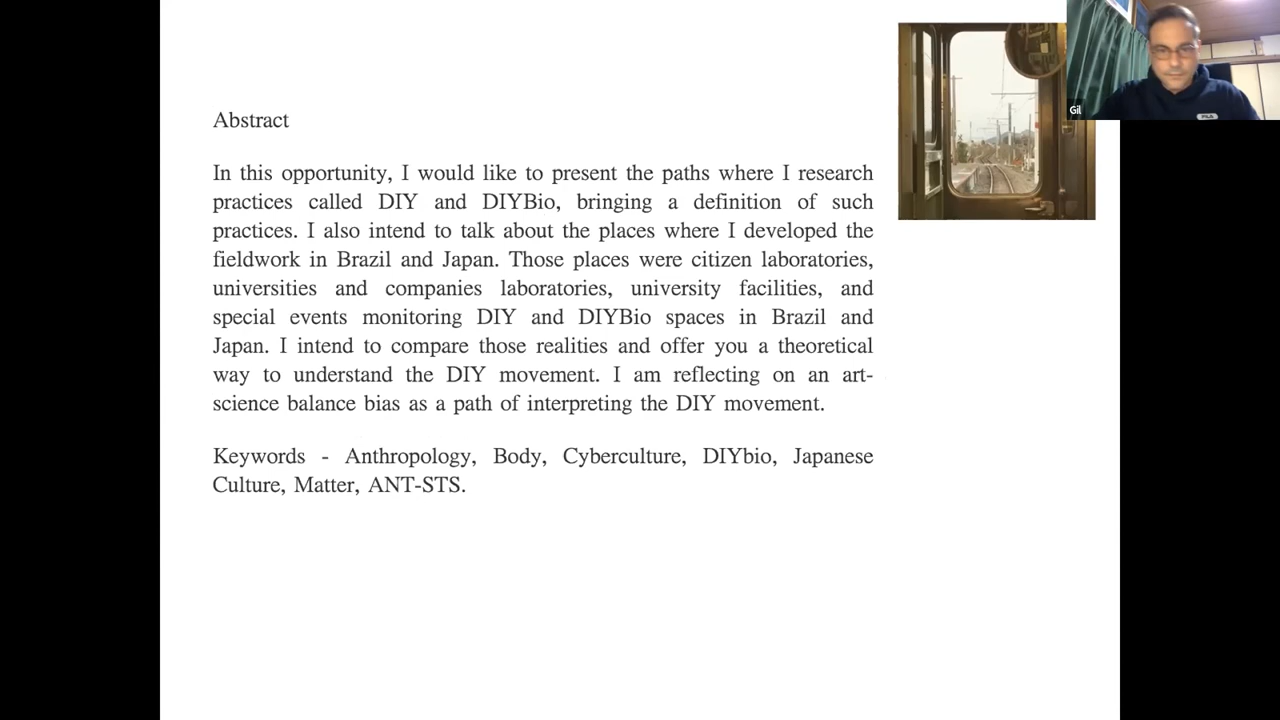 Abstract
In this opportunity, I would like to present the paths where I research
practices called DIY and DIYBio, bringing a definition of such
practices. I also intend to talk about the places where I developed the
fieldwork in Brazil and Japan. Those places were citizen laboratories,
universities and companies laboratories, university facilities, and
special events monitoring DIY and DIYBio spaces in Brazil and
Japan. I intend to compare those realities and offer you a theoretical
way to understand the DIY movement. I am reflecting on an art-
science balance bias as a path of interpreting the DIY movement.
Keywords - Anthropology, Body, Cyberculture, DIYbio, Japanese
Culture, Matter, ANT-STS.
Gil
FILA